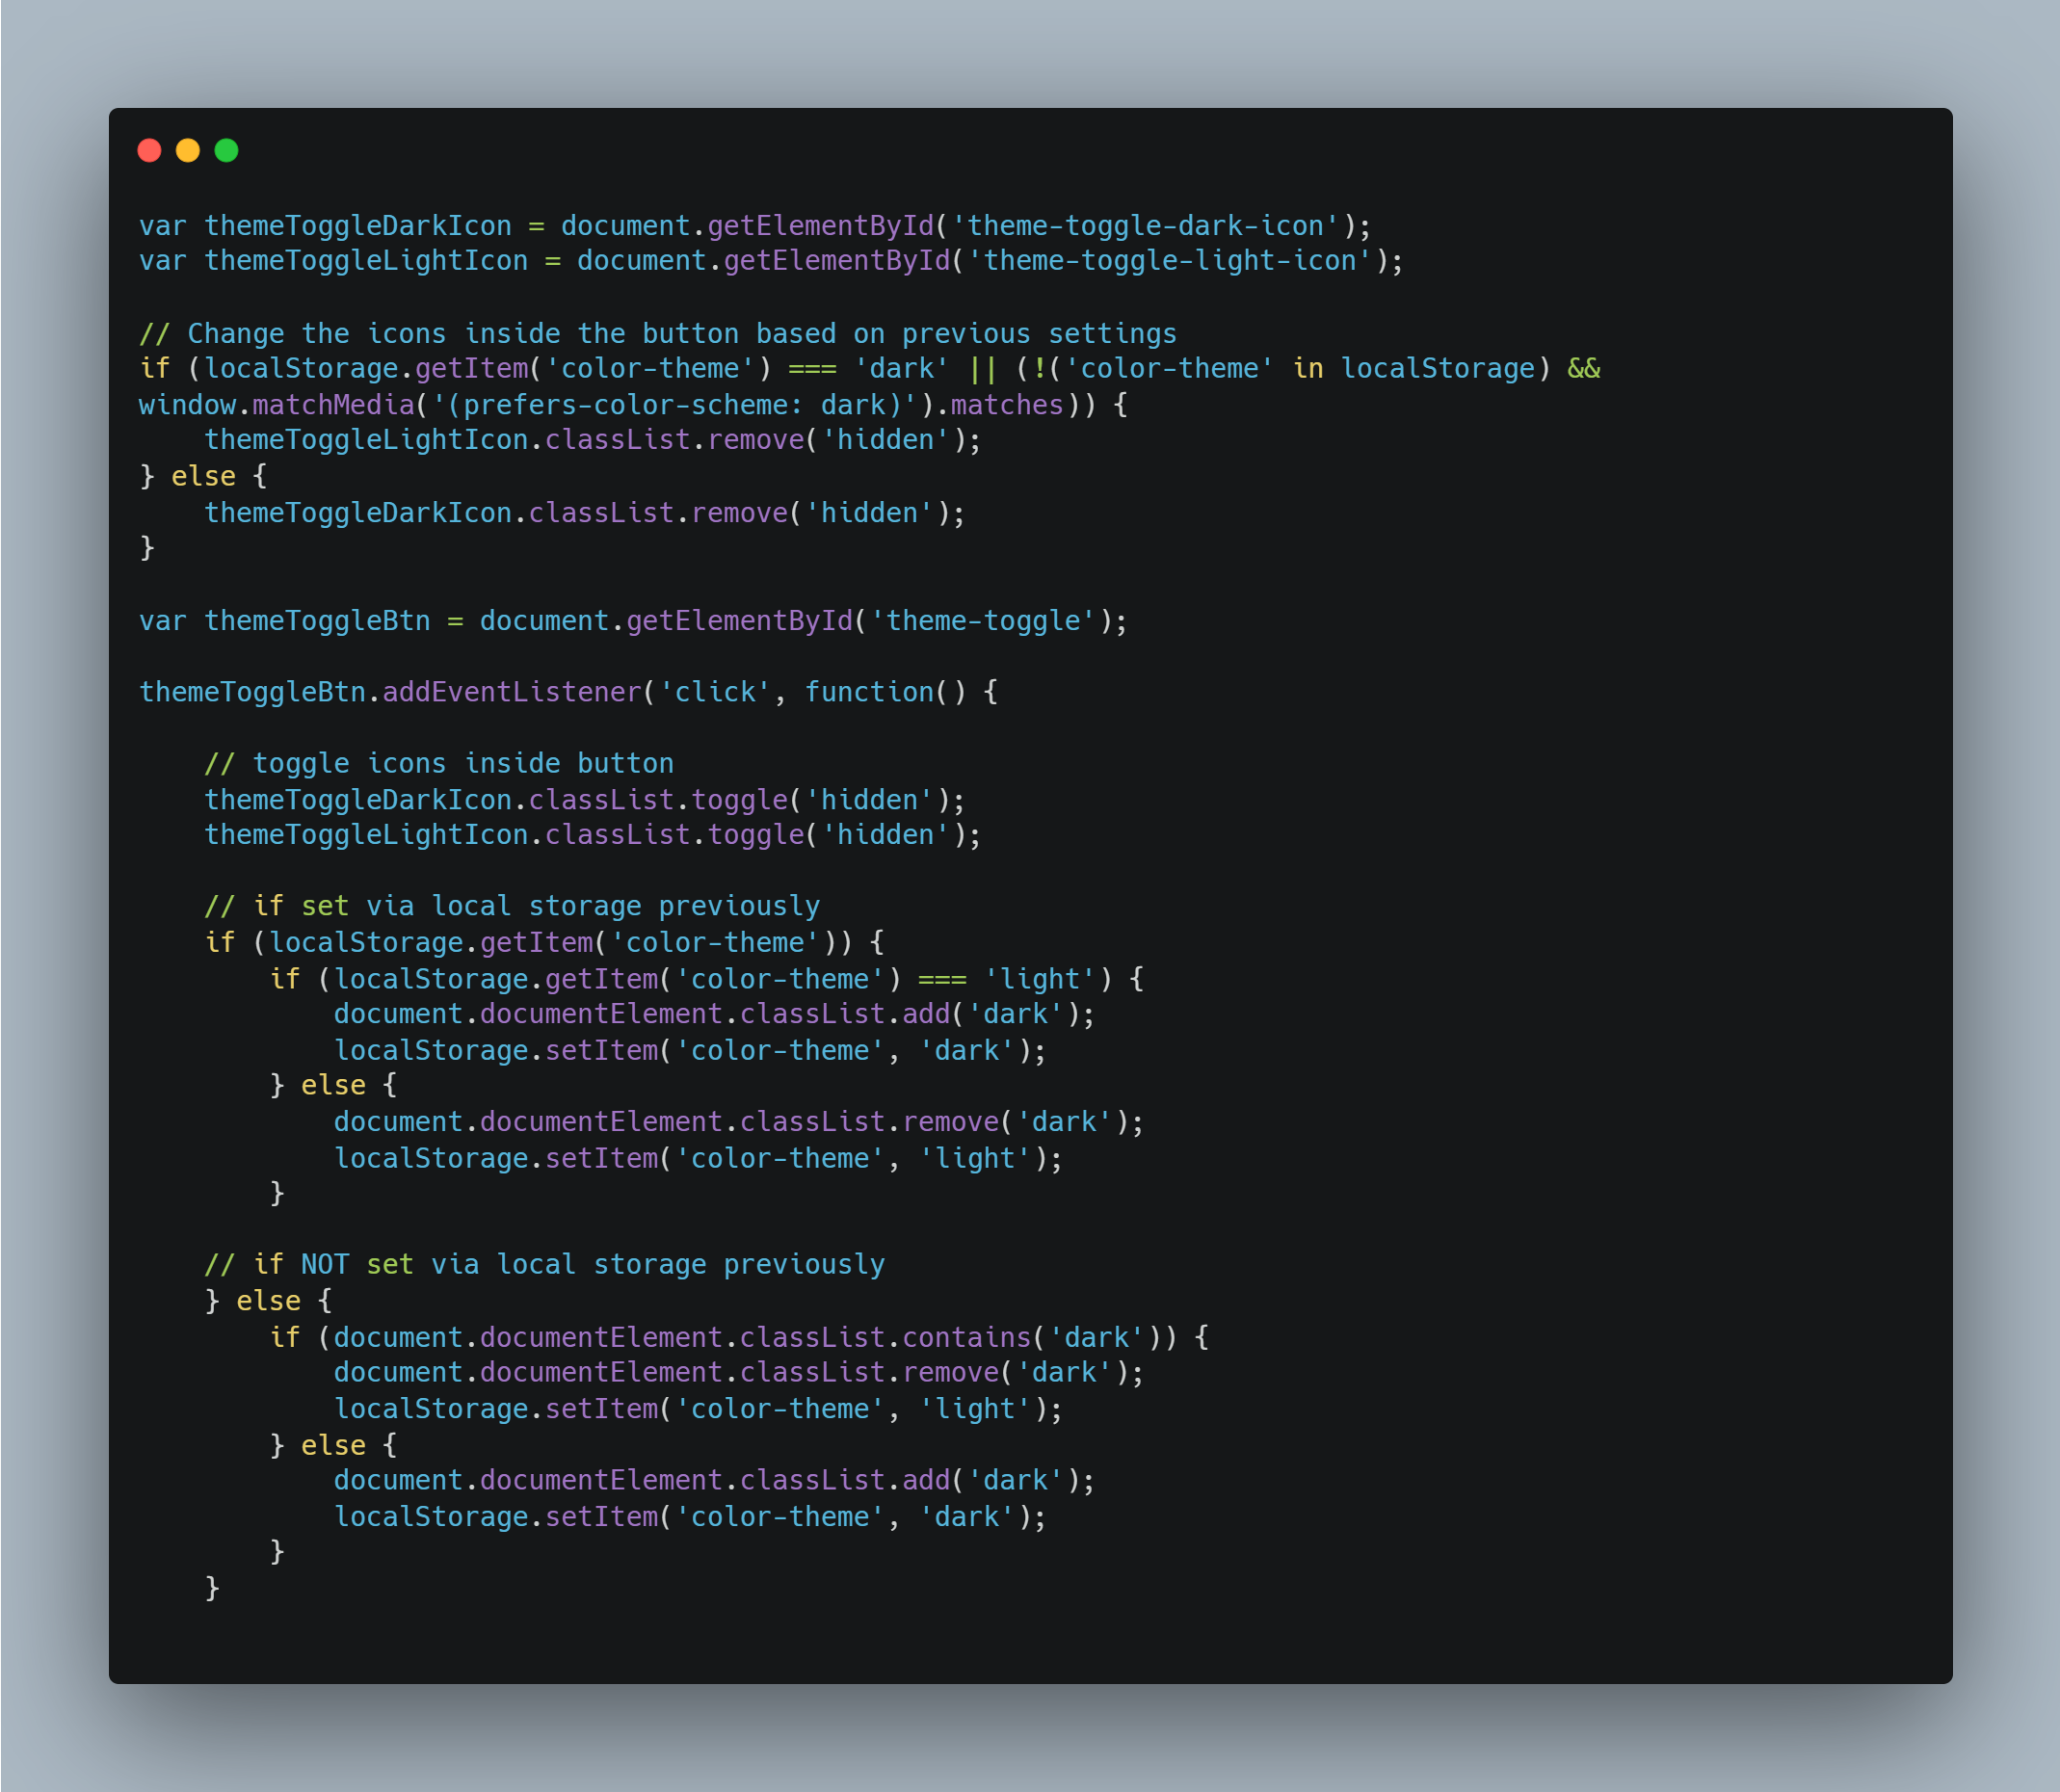 var themeToggleDarkIcon = document.getElementById('theme-toggle-dark-icon');
var themeToggleLightIcon = document.getElementById('theme-toggle-light-icon');

// Change the icons inside the button based on previous settings
if (localStorage.getItem('color-theme') === 'dark' || (!('color-theme' in localStorage) &&
window.matchMedia('(prefers-color-scheme: dark)').matches)) {
    themeToggleLightIcon.classList.remove('hidden');
} else {
    themeToggleDarkIcon.classList.remove('hidden');
}

var themeToggleBtn = document.getElementById('theme-toggle');

themeToggleBtn.addEventListener('click', function() {

    // toggle icons inside button
    themeToggleDarkIcon.classList.toggle('hidden');
    themeToggleLightIcon.classList.toggle('hidden');

    // if set via local storage previously
    if (localStorage.getItem('color-theme')) {
        if (localStorage.getItem('color-theme') === 'light') {
            document.documentElement.classList.add('dark');
            localStorage.setItem('color-theme', 'dark');
        } else {
            document.documentElement.classList.remove('dark');
            localStorage.setItem('color-theme', 'light');
        }

    // if NOT set via local storage previously
    } else {
        if (document.documentElement.classList.contains('dark')) {
            document.documentElement.classList.remove('dark');
            localStorage.setItem('color-theme', 'light');
        } else {
            document.documentElement.classList.add('dark');
            localStorage.setItem('color-theme', 'dark');
        }
    }